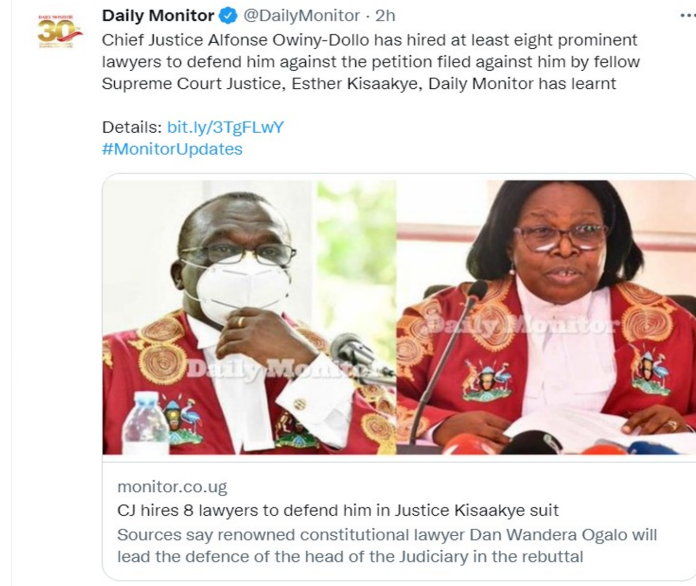 DAILY MONITOR
30
Daily Monitor @DailyMonitor · 2h
Chief Justice Alfonse Owiny-Dollo has hired at least eight prominent
lawyers to defend him against the petition filed against him by fellow
Supreme Court Justice, Esther Kisaakye, Daily Monitor has learnt
Details: bit.ly/3TgFLwY
#MonitorUpdates
Daily Monitor
Daily Monitor
monitor.co.ug
CJ hires 8 lawyers to defend him in Justice Kisaakye suit
Sources say renowned constitutional lawyer Dan Wandera Ogalo will
lead the defence of the head of the Judiciary in the rebuttal